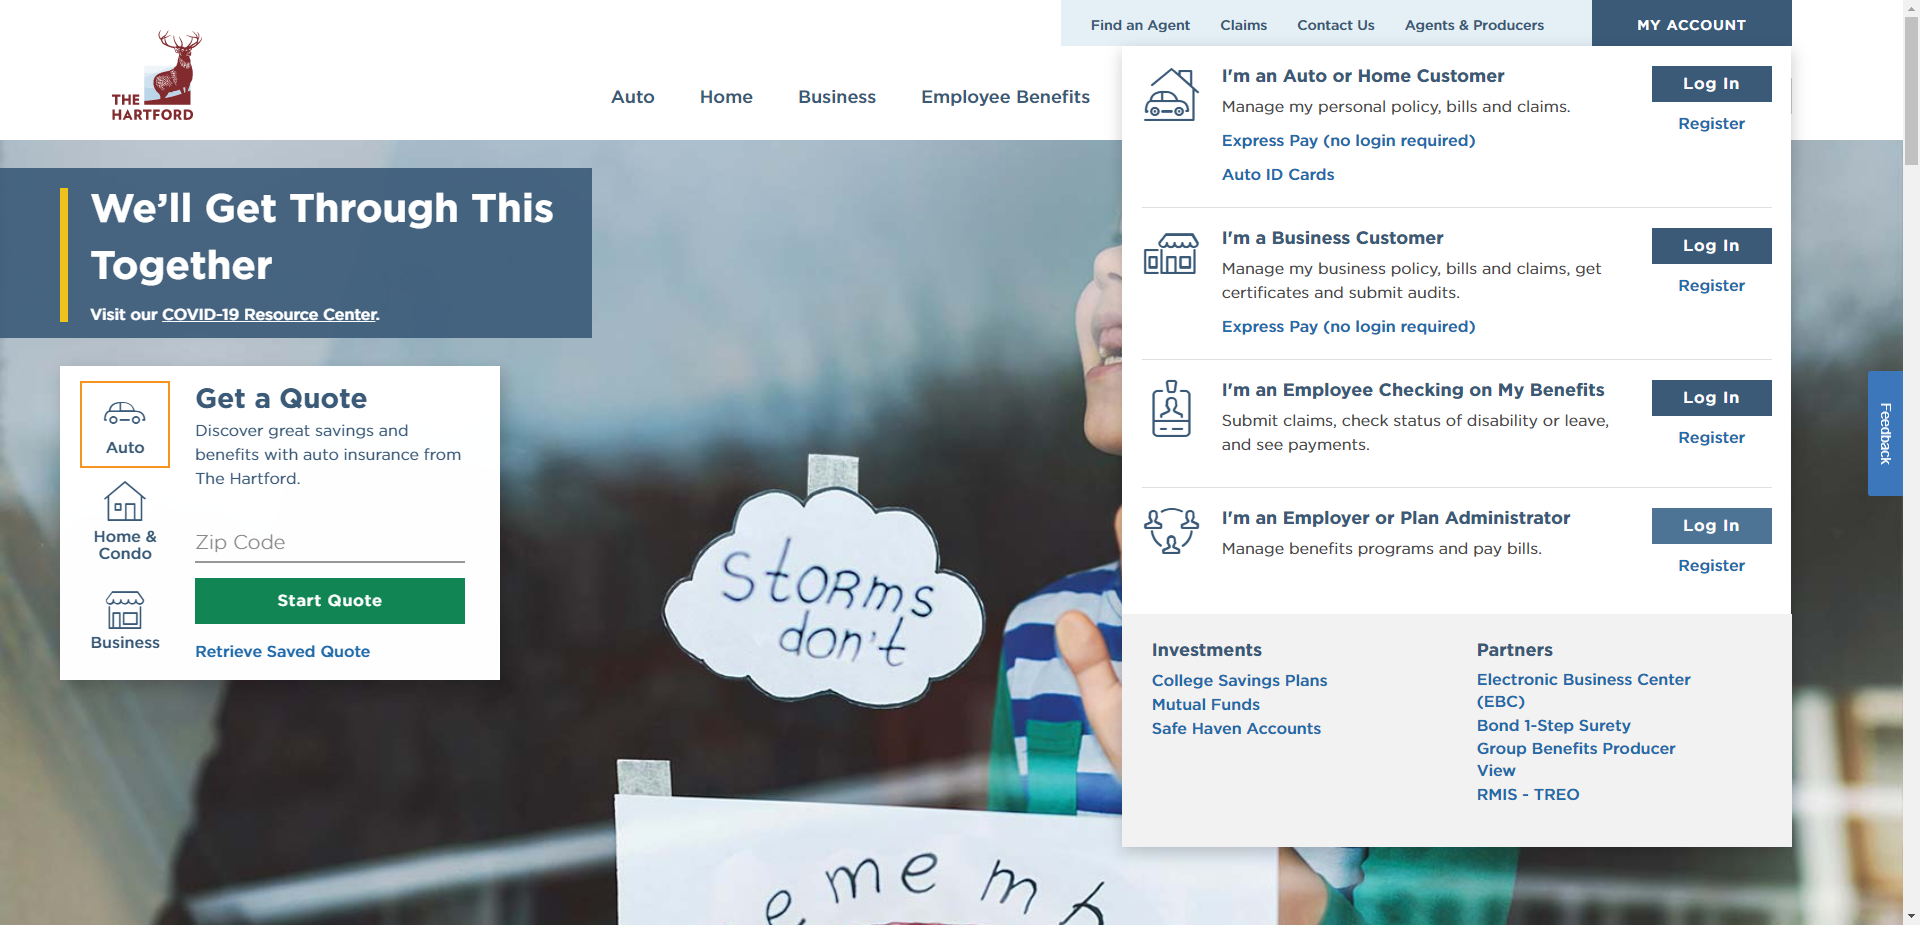 Find an Agent
Claims
Contact Us
Agents & Producers
MY ACCOUNT
THE
HARTFORD
Auto
Home
Business
Employee Benefits
We'll Get Through This
Together
Visit our COVID-19 Resource Center.
Auto
Home &
Condo
Business
Get a Quote
Discover great savings and
benefits with auto insurance from
The Hartford.
Zip Code
Start Quote
Retrieve Saved Quote
I'm an Auto or Home Customer
Manage my personal policy, bills and claims.
Express Pay (no login required)
Auto ID Cards
Log In
Register
I'm a Business Customer
Manage my business policy, bills and claims, get
certificates and submit audits.
Express Pay (no login required)
Log In
Register
I'm an Employee Checking on My Benefits
Submit claims, check status of disability or leave,
and see payments.
Log In
Register
I'm an Employer or Plan Administrator
Manage benefits programs and pay bills.
Log In
Register
Investments
College Savings Plans
Mutual Funds
Safe Haven Accounts
Partners
Electronic Business Center
(EBC)
Bond 1-Step Surety
Group Benefits Producer
View
RMIS - TREO
Feedback
Storms
don't